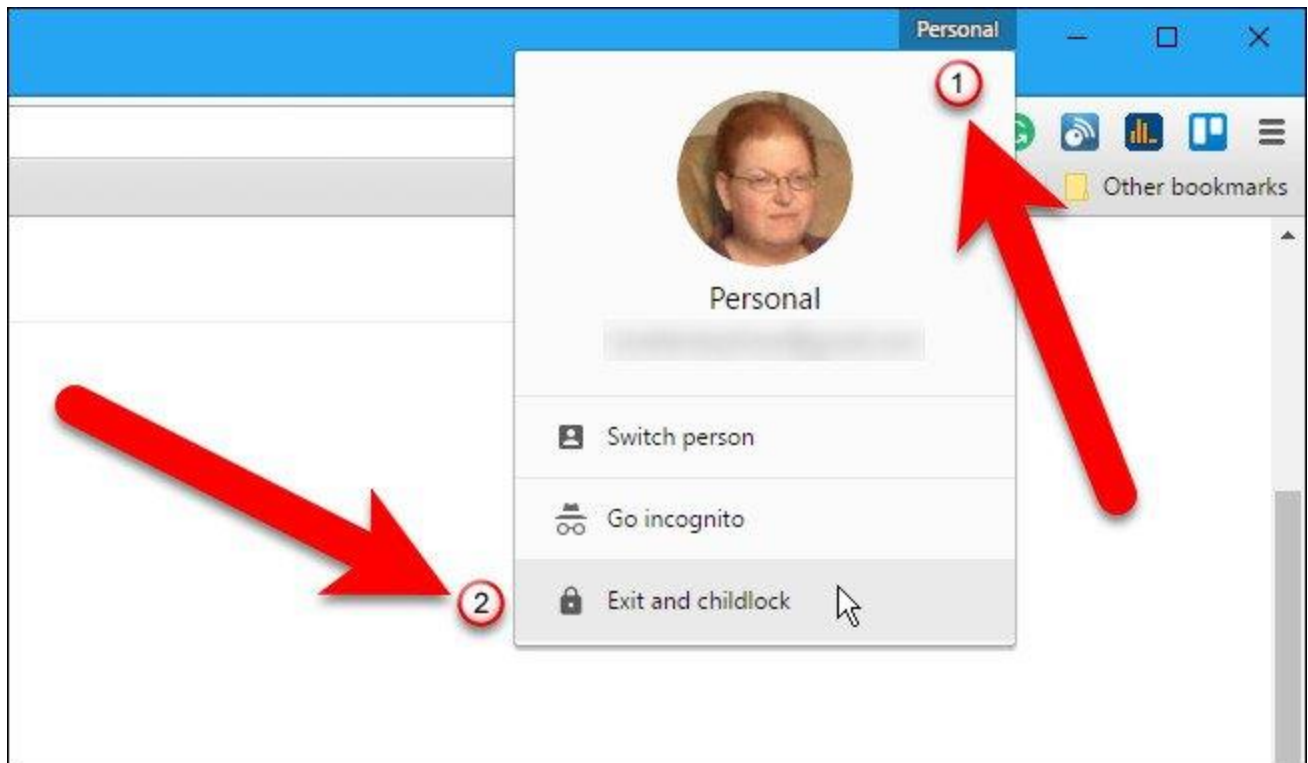 Personal
1
Other bookmarks
Personal
Switch person
Go incognito
2
Exit and childlock